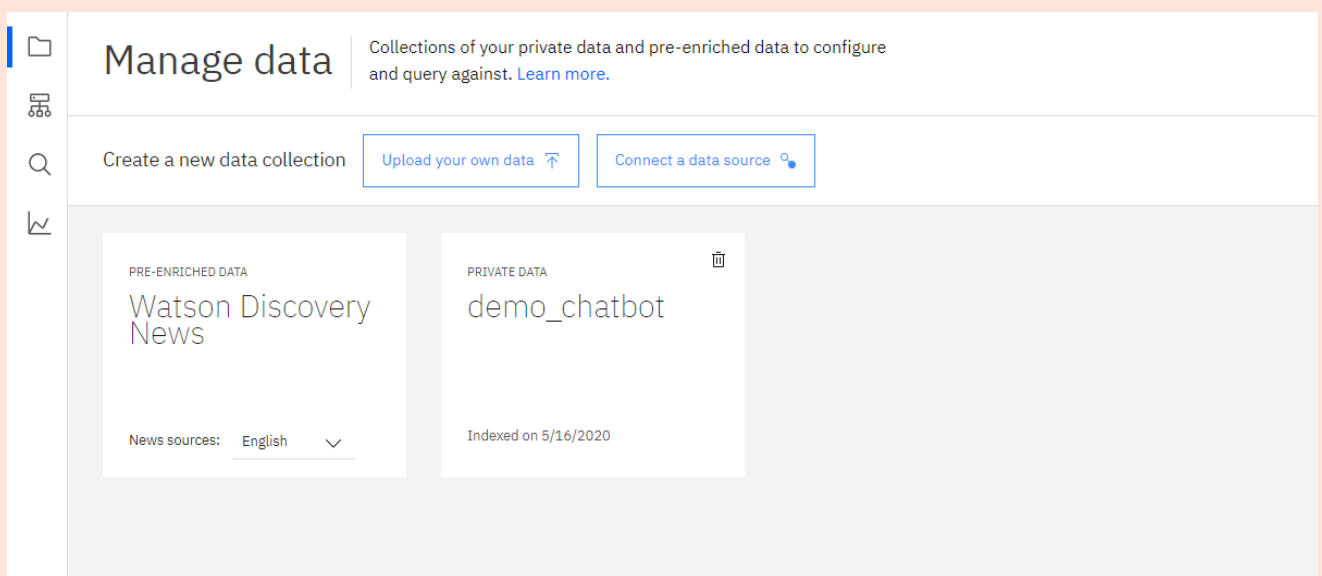 Manage data
Collections of your private data and pre-enriched data to configure
and query against. Learn more.
Create a new data collection
Upload your own data
Connect a data source
PRE-ENRICHED DATA
Watson Discovery
News
News sources: English
PRIVATE DATA
demo_chatbot
Indexed on 5/16/2020